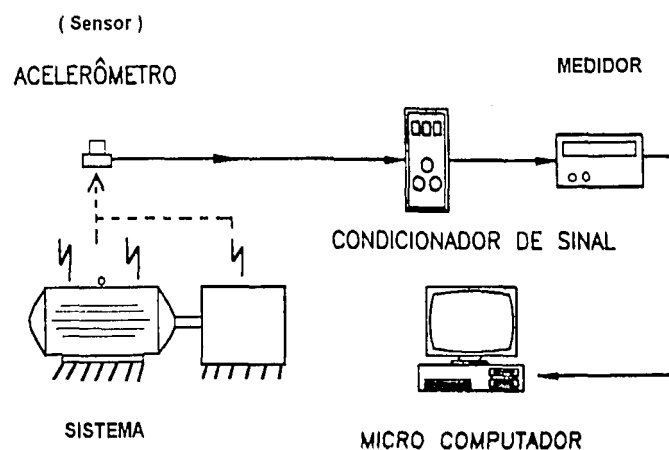 ( Sensor )
ACELERÔMETRO
MEDIDOR
CONDICIONADOR DE SINAL
SISTEMA
MICRO COMPUTADOR